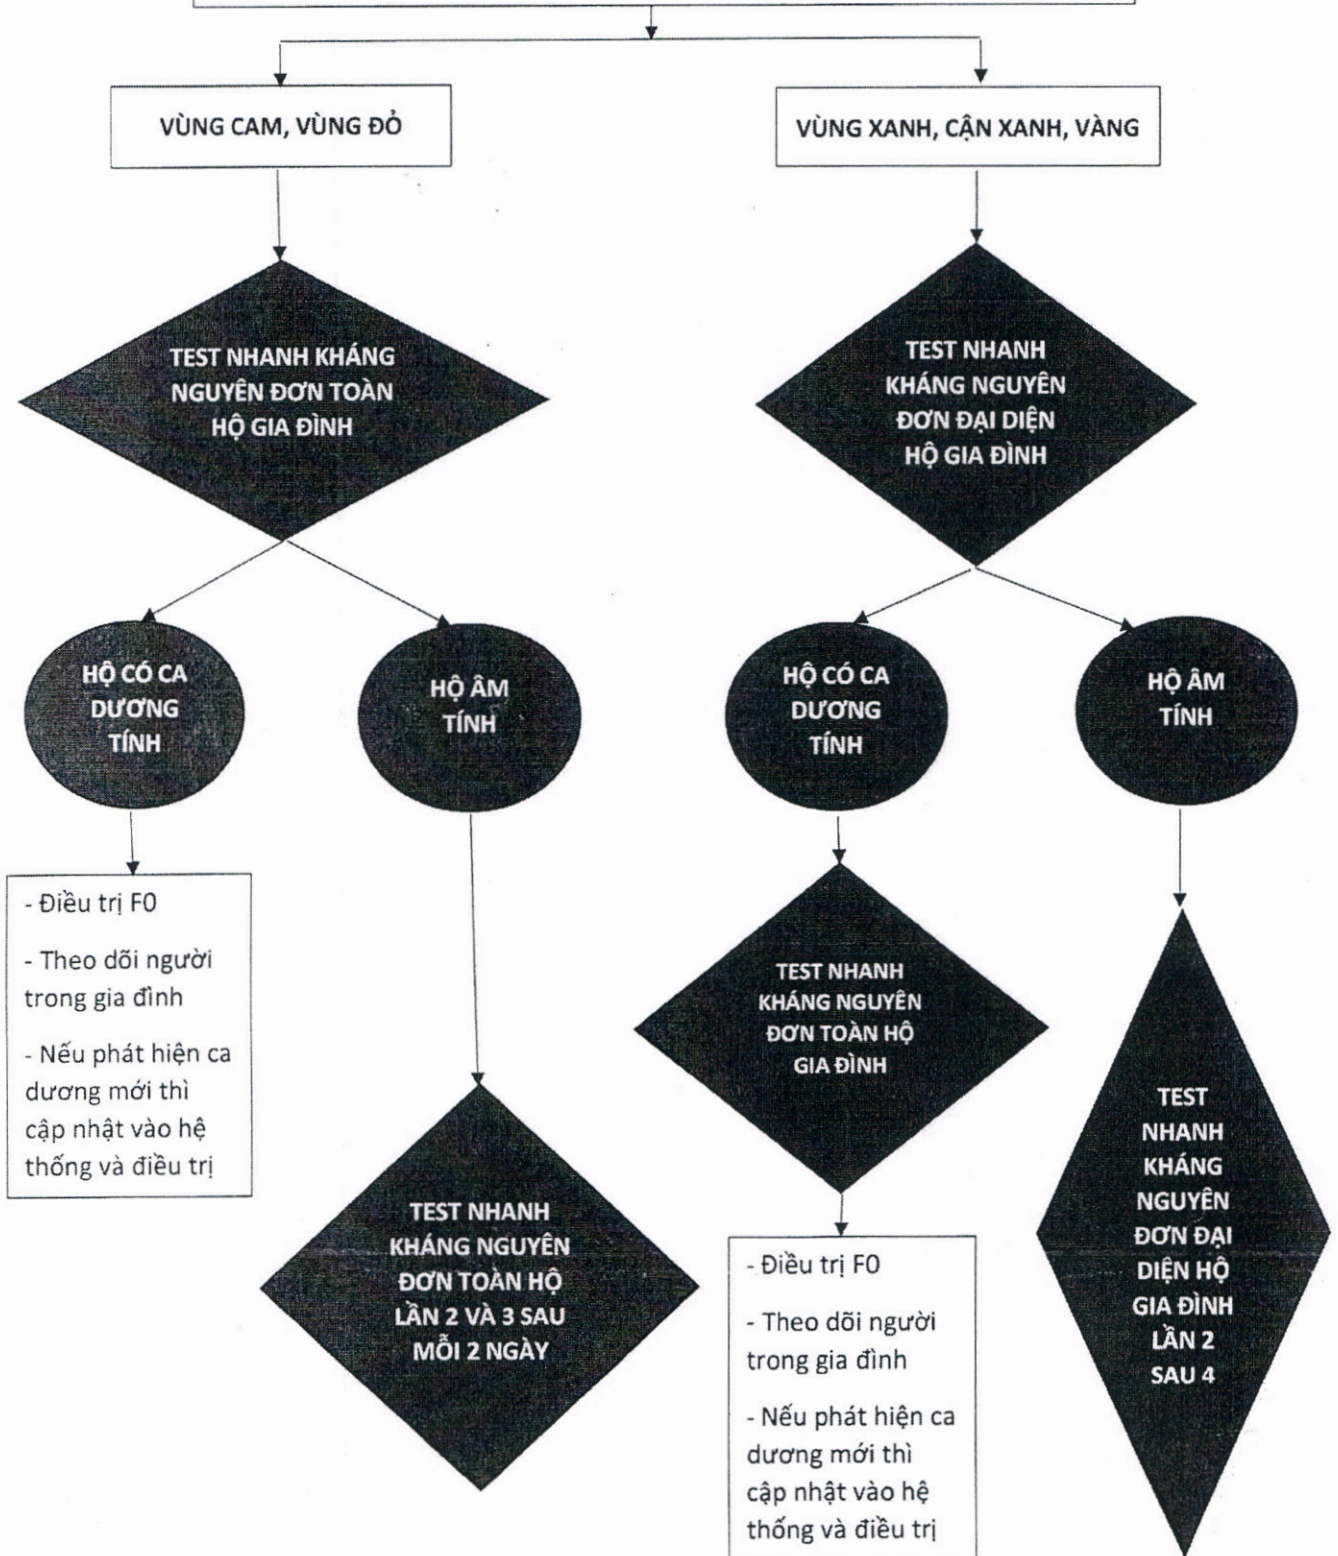 VÙNG CAM, VÙNG ĐỎ
VÙNG XANH, CẬN XANH, VÀNG
TEST NHANH KHÁNG
NGUYÊN ĐƠN TOÀN
HỘ GIA ĐÌNH
TEST NHANH
KHÁNG NGUYÊN
ĐƠN ĐẠI DIỆN
HỘ GIA ĐÌNH
HỘ CÓ CA
DƯƠNG
TÍNH
HỘ ÂM
TÍNH
HỘ CÓ CA
DƯƠNG
TÍNH
HỘ ÂM
TÍNH
- Điều trị F0
- Theo dõi người
trong gia đình
- Nếu phát hiện ca
dương mới thì
cập nhật vào hệ
thống và điều trị
TEST NHANH
KHÁNG NGUYÊN
ĐƠN TOÀN HỘ
LẦN 2 VÀ 3 SAU
MỖI 2 NGÀY
TEST NHANH
KHÁNG NGUYÊN
ĐƠN TOÀN HỘ
GIA ĐÌNH
- Điều trị F0
- Theo dõi người
trong gia đình
- Nếu phát hiện ca
dương mới thì
cập nhật vào hệ
thống và điều trị
TEST
NHANH
KHÁNG
NGUYÊN
ĐƠN ĐẠI
DIỆN HỘ
GIA ĐÌNH
LẦN 2
SAU 4